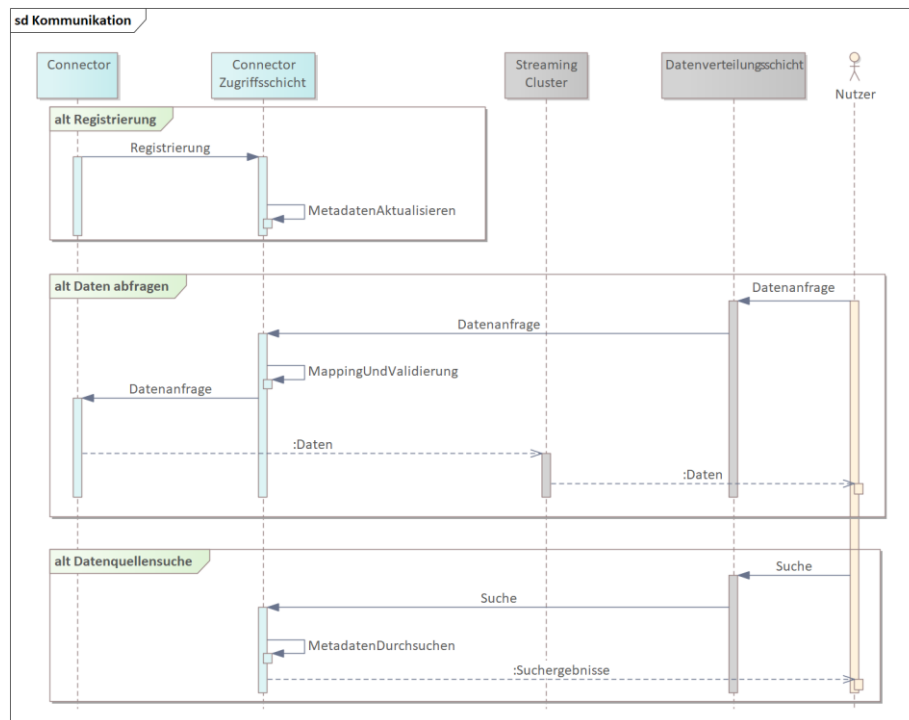 sd Kommunikation
Connector
Connector
Zugriffsschicht
Streaming
Cluster
Datenverteilungsschicht
Nutzer
alt Registrierung
Registrierung
MetadatenAktualisieren
alt Daten abfragen
Datenanfrage
Datenanfrage
MappingUndValidierung
Datenanfrage
:Daten
:Daten
alt Datenquellensuche
Suche
Suche
MetadatenDurchsuchen
:Suchergebnisse